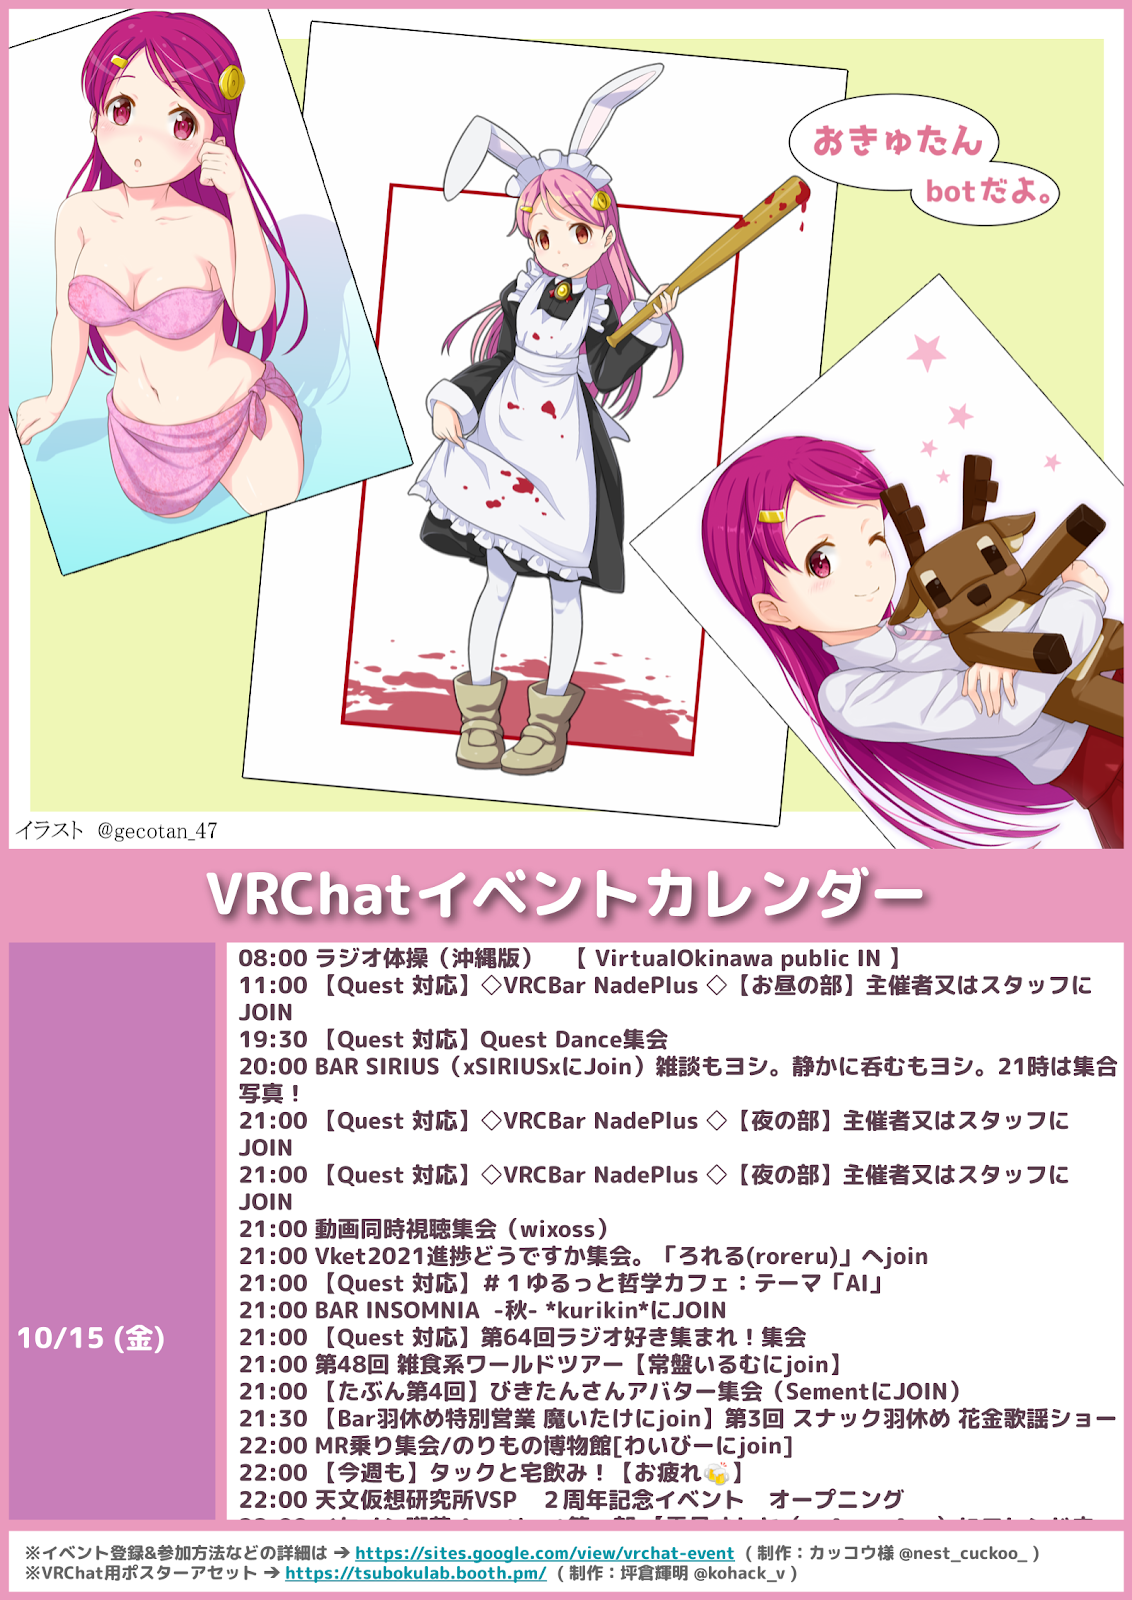 おきゅたん
botだよ。
イラスト @gecotan_47
VRChatイベントカレンダー
10/15 (金)
08:00 ラジオ体操（沖縄版） 【 VirtualOkinawa public IN 】
11:00 【Quest 対応】◇VRCBar NadePlus ◇【お昼の部】主催者又はスタッフに
JOIN
19:30 【Quest 対応】Quest Dance集会
20:00 BAR SIRIUS（xSIRIUSxにJoin）雑談もヨシ。静かに呑むもヨシ。21時は集合
写真！
21:00 【Quest 対応】◇VRCBar NadePlus ◇【夜の部】主催者又はスタッフに
JOIN
21:00 【Quest 対応】◇VRCBar NadePlus ◇【夜の部】主催者又はスタッフに
JOIN
21:00 動画同時視聴集会（wixoss）
21:00 Vket2021進捗どうですか集会。「ろれる(roreru)」へjoin
21:00 【Quest 対応】＃１ゆるっと哲学カフェ：テーマ「AI」
21:00 BAR INSOMNIA -秋- *kurikin*にJOIN
21:00 【Quest 対応】第64回ラジオ好き集まれ！集会
21:00 第48回 雑食系ワールドツアー【常盤いるむにjoin】
21:00 【たぶん第4回】びきたんさんアバター集会（SementにJOIN）
21:30 【Bar羽休め特別営業 魔いたけにjoin】第3回 スナック羽休め 花金歌謡ショー
22:00 MR乗り集会/のりもの博物館[わいびーにjoin]
22:00 【今週も】タックと宅飲み！【お疲れ🍻】
22:00 天文仮想研究所VSP ２周年記念イベント オープニング
※イベント登録&参加方法などの詳細は → https://sites.google.com/view/vrchat-event ( 制作：カッコウ様 @nest_cuckoo_ )
※VRChat用ポスターアセット → https://tsubokulab.booth.pm/ ( 制作：坪倉輝明 @kohack_v )